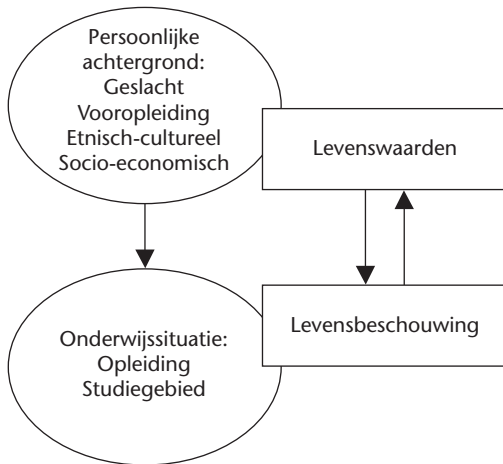 Persoonlijke
achtergrond:
Geslacht
Vooropleiding
Etnisch-cultureel
Socio-economisch
Levenswaarden
Onderwijssituatie:
Opleiding
Studiegebied
Levensbeschouwing